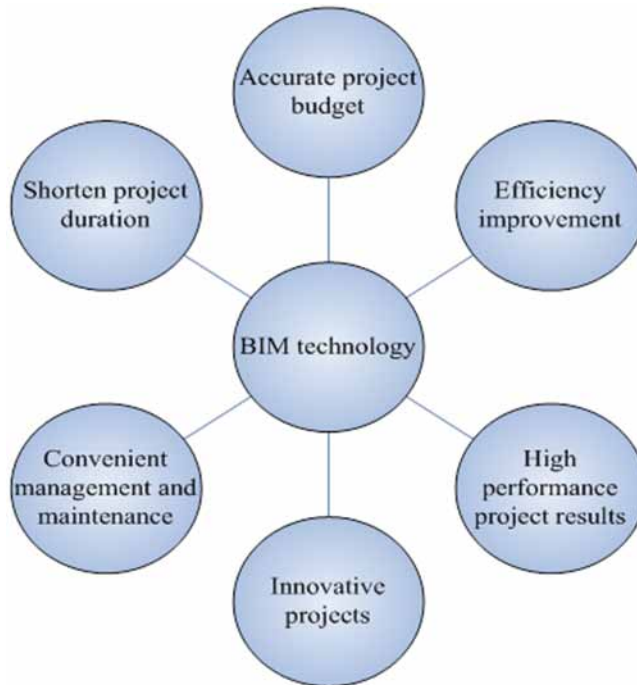 Accurate project
budget
Shorten project
duration
Efficiency
improvement
BIM technology
Convenient
management and
maintenance
High
performance
project results
Innovative
projects